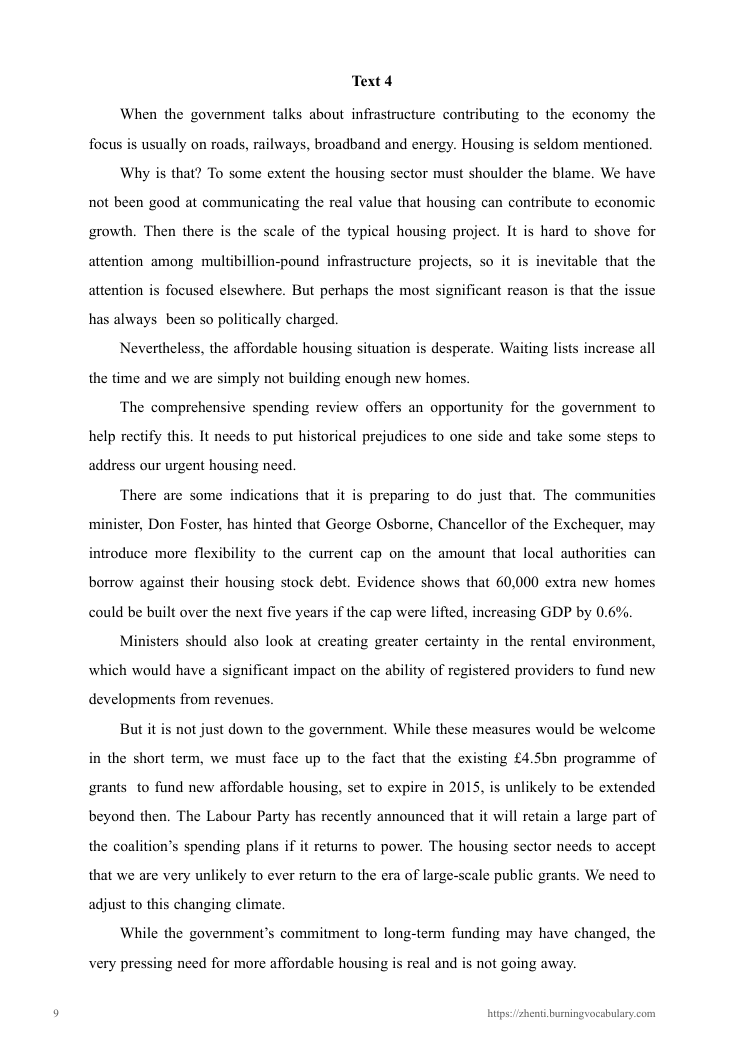 Text 4
When the government talks about infrastructure contributing to the economy the
focus is usually on roads, railways, broadband and energy. Housing is seldom mentioned.
Why is that? To some extent the housing sector must shoulder the blame. We have
not been good at communicating the real value that housing can contribute to economic
growth. Then there is the scale of the typical housing project. It is hard to shove for
attention among multibillion-pound infrastructure projects, so it is inevitable that the
attention is focused elsewhere. But perhaps the most significant reason is that the issue
has always been so politically charged.
Nevertheless, the affordable housing situation is desperate. Waiting lists increase all
the time and we are simply not building enough new homes.
The comprehensive spending review offers an opportunity for the government to
help rectify this. It needs to put historical prejudices to one side and take some steps to
address our urgent housing need.
There are some indications that it is preparing to do just that. The communities
minister, Don Foster, has hinted that George Osborne, Chancellor of the Exchequer, may
introduce more flexibility to the current cap on the amount that local authorities can
borrow against their housing stock debt. Evidence shows that 60,000 extra new homes
could be built over the next five years if the cap were lifted, increasing GDP by 0.6%.
Ministers should also look at creating greater certainty in the rental environment,
which would have a significant impact on the ability of registered providers to fund new
developments from revenues.
But it is not just down to the government. While these measures would be welcome
in the short term, we must face up to the fact that the existing £4.5bn programme of
grants to fund new affordable housing, set to expire in 2015, is unlikely to be extended
beyond then. The Labour Party has recently announced that it will retain a large part of
the coalition’s spending plans if it returns to power. The housing sector needs to accept
that we are very unlikely to ever return to the era of large-scale public grants. We need to
adjust to this changing climate.
While the government’s commitment to long-term funding may have changed, the
very pressing need for more affordable housing is real and is not going away.
9 https://zhenti.burningvocabulary.com